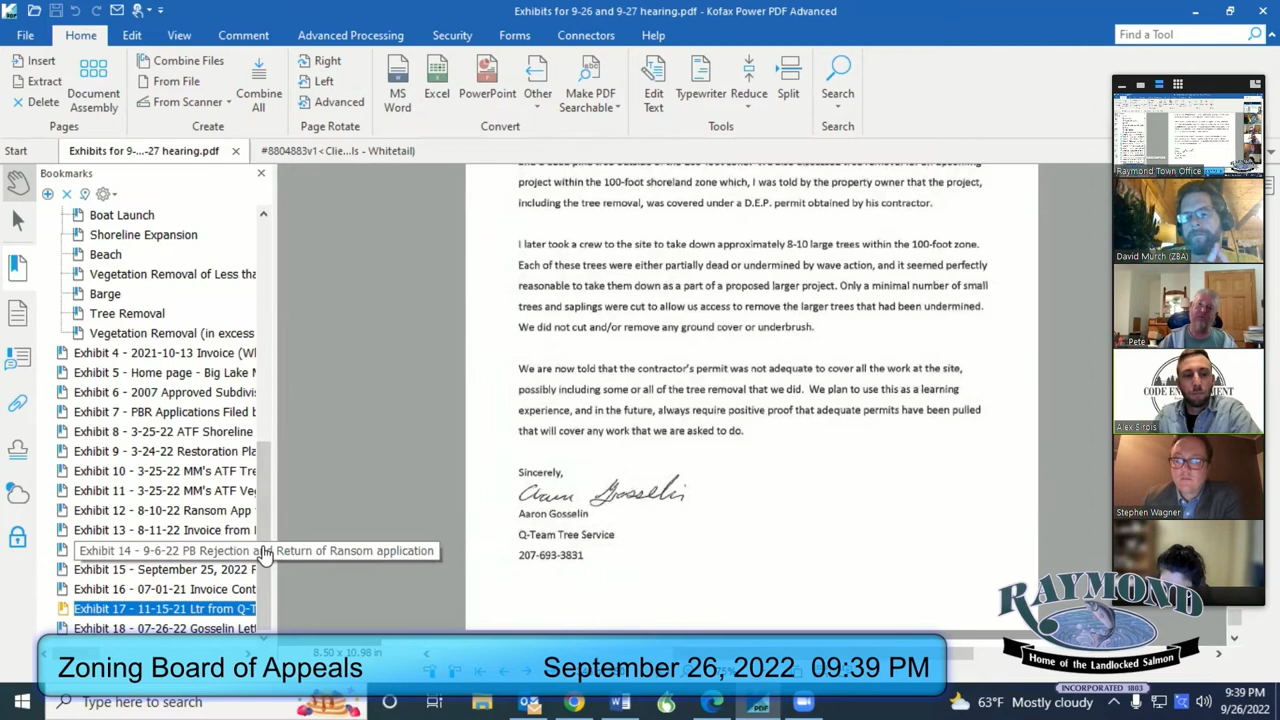 Exhibits for 9-26 and 9-27 hearing.pdf - Kofax Power PDF Advanced
File Home Edit View Comment Advanced Processing Security Forms Connectors Help
Find a Tool
Insert
Extract
Delete
Document Assembly
Pages
Combine Files
From File
From Scanner
Combine All
Create
Right
Left
Advanced
Page Rotate
MS Word
Excel
PowerPoint
Other
Make PDF Searchable
Convert
Edit Text
Typewriter
Reduce
Split
Tools
Search
Search
Start
Exhibits for 9-...-27 hearing.pdf
#8804883v1<Clie...ls - Whitetail)
Bookmarks
Boat Launch
Shoreline Expansion
Beach
Vegetation Removal of Less tha
Barge
Tree Removal
Vegetation Removal (in excess
Exhibit 4 - 2021-10-13 Invoice (Wl
Exhibit 5 - Home page - Big Lake M
Exhibit 6 - 2007 Approved Subdivis
Exhibit 7 - PBR Applications Filed b
Exhibit 8 - 3-25-22 ATF Shoreline
Exhibit 9 - 3-24-22 Restoration Pla
Exhibit 10 - 3-25-22 MM's ATF Tre
Exhibit 11 - 3-25-22 MM's ATF Veg
Exhibit 12 - 8-10-22 Ransom App
Exhibit 13 - 8-11-22 Invoice from
Exhibit 14 - 9-6-22 PB Rejection and Return of Ransom application
Exhibit 15 - September 25, 2022 F
Exhibit 16 - 07-01-21 Invoice Cont
Exhibit 17 - 11-15-21 Ltr from Q-T
Exhibit 18 - 07-26-22 Gosselin Lett
project within the 100-foot shoreland zone which, I was told by the property owner that the project,
including the tree removal, was covered under a D.E.P. permit obtained by his contractor.
I later took a crew to the site to take down approximately 8-10 large trees within the 100-foot zone.
Each of these trees were either partially dead or undermined by wave action, and it seemed perfectly
reasonable to take them down as a part of a proposed larger project. Only a minimal number of small
trees and saplings were cut to allow us access to remove the larger trees that had been undermined.
We did not cut and/or remove any ground cover or underbrush.
We are now told that the contractor's permit was not adequate to cover all the work at the site,
possibly including some or all of the tree removal that we did. We plan to use this as a learning
experience, and in the future, always require positive proof that adequate permits have been pulled
that will cover any work that we are asked to do.
Sincerely,
Aaron Gosselin
Aaron Gosselin
Q-Team Tree Service
207-693-3831
8.50 x 10.98 in
Raymond Town Office
David Murch (ZBA)
Pete
CODE ENFORCEMENT
Alex Sirois
Stephen Wagner
RAYMOND
Home of the Landlocked Salmon
INCORPORATED 1803
Zoning Board of Appeals September 26, 2022 09:39 PM
Type here to search
63°F Mostly cloudy
9:39 PM
9/26/2022